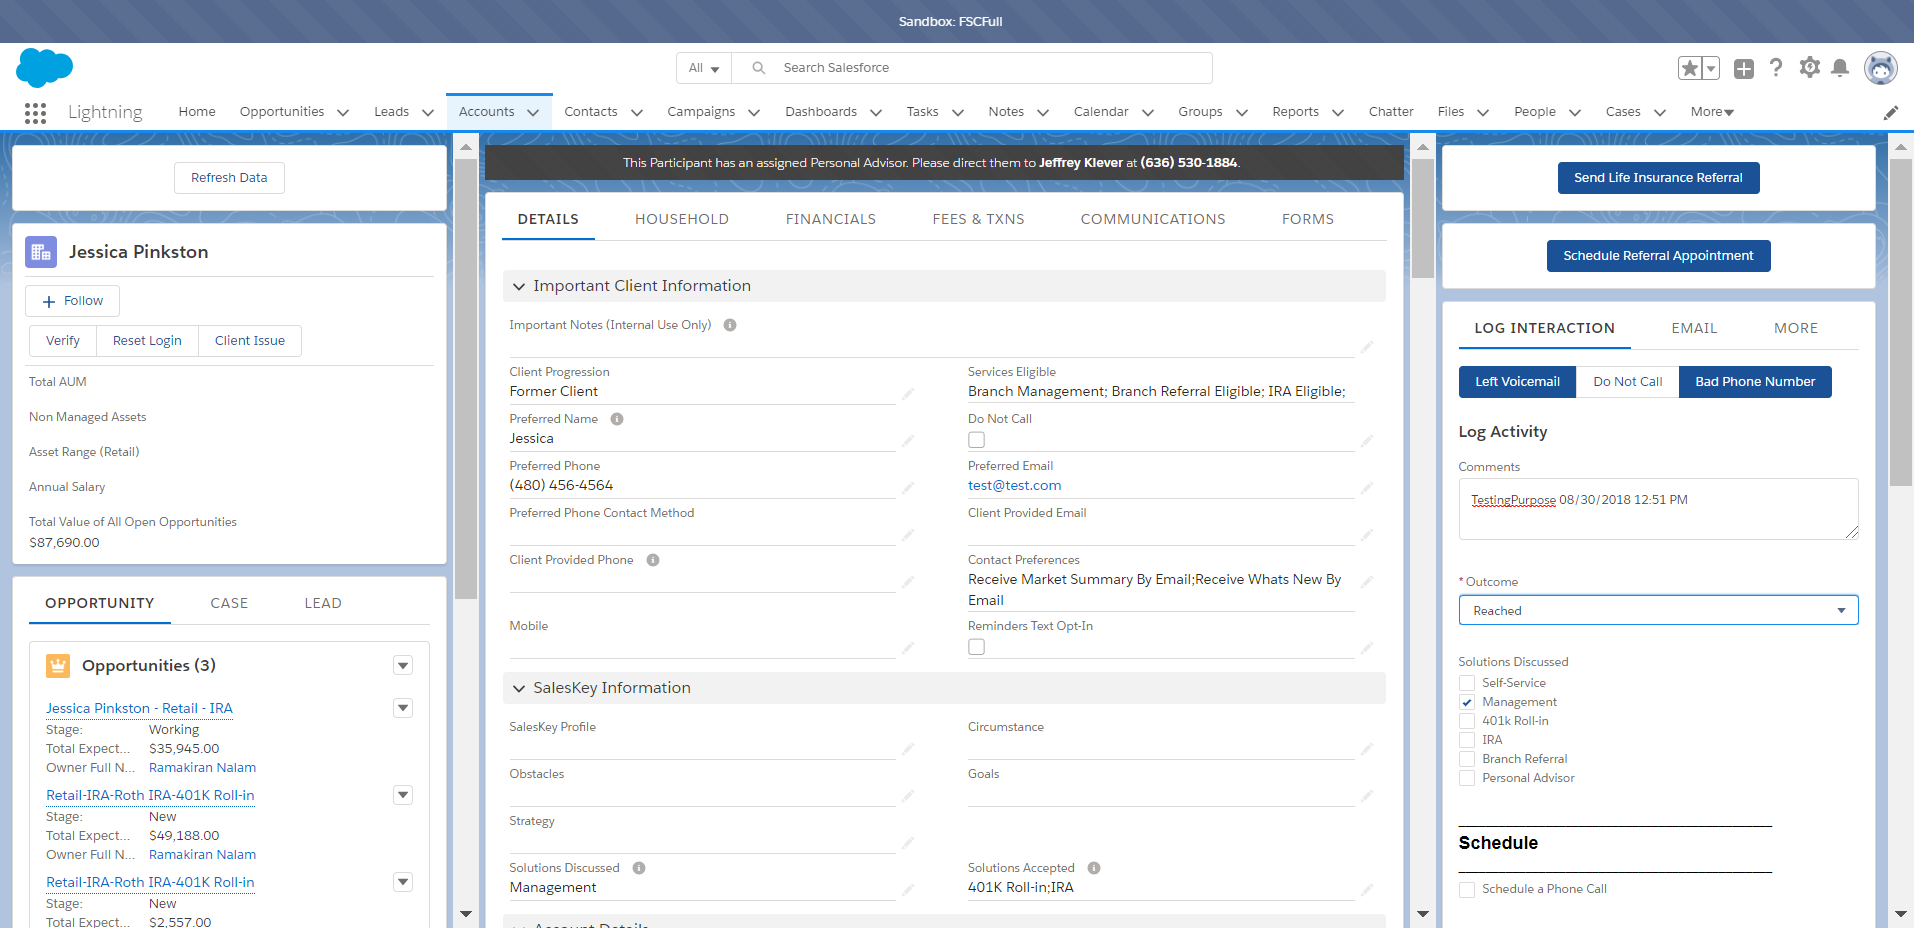 Sandbox: FSCFull
All
Search Salesforce
Lightning
Home
Opportunities
Leads
Accounts
Contacts
Campaigns
Dashboards
Tasks
Notes
Calendar
Groups
Reports
Chatter
Files
People
Cases
More
Refresh Data
Jessica Pinkston
Follow
Verify
Reset Login
Client Issue
Total AUM
Non Managed Assets
Asset Range (Retail)
Annual Salary
Total Value of All Open Opportunities
$87,690.00
OPPORTUNITY
CASE
LEAD
Opportunities (3)
Jessica Pinkston - Retail - IRA
Stage: Working
Total Expect... $35,945.00
Owner Full N... Ramakiran Nalam
Retail-IRA-Roth IRA-401K Roll-in
Stage: New
Total Expect... $49,188.00
Owner Full N... Ramakiran Nalam
Retail-IRA-Roth IRA-401K Roll-in
Stage: New
Total Expect... $2,557.00
This Participant has an assigned Personal Advisor. Please direct them to Jeffrey Klever at (636) 530-1884.
DETAILS
HOUSEHOLD
FINANCIALS
FEES & TXNS
COMMUNICATIONS
FORMS
Important Client Information
Important Notes (Internal Use Only)
Client Progression
Former Client
Services Eligible
Branch Management; Branch Referral Eligible; IRA Eligible;
Preferred Name
Jessica
Do Not Call
Preferred Phone
(480) 456-4564
Preferred Email
test@test.com
Preferred Phone Contact Method
Client Provided Email
Client Provided Phone
Contact Preferences
Receive Market Summary By Email;Receive Whats New By
Email
Mobile
Reminders Text Opt-In
SalesKey Information
SalesKey Profile
Circumstance
Obstacles
Goals
Strategy
Solutions Discussed
Management
Solutions Accepted
401K Roll-in;IRA
Account Details
Send Life Insurance Referral
Schedule Referral Appointment
LOG INTERACTION
EMAIL
MORE
Left Voicemail
Do Not Call
Bad Phone Number
Log Activity
Comments
TestingPurpose 08/30/2018 12:51 PM
* Outcome
Reached
Solutions Discussed
Self-Service
Management
401k Roll-in
IRA
Branch Referral
Personal Advisor
Schedule
Schedule a Phone Call